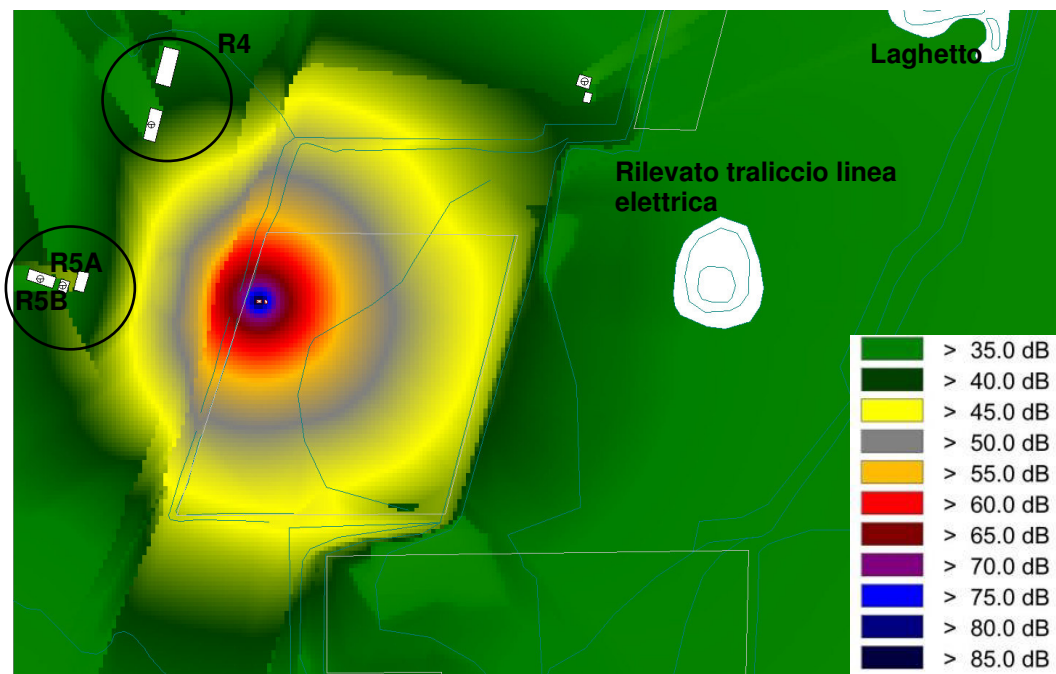 R4
Laghetto
Rilevato traliccio linea
elettrica
R5A
R5B
> 35.0 dB
> 40.0 dB
> 45.0 dB
> 50.0 dB
> 55.0 dB
> 60.0 dB
> 65.0 dB
> 70.0 dB
> 75.0 dB
> 80.0 dB
> 85.0 dB